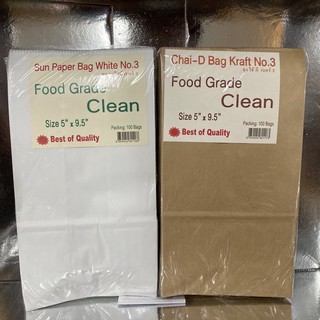 Sun Paper Bag White No.3
Food Grade
Clean
Size 5" x 9.5"
Packing: 100 Bags
Best of Quality
Chai-D Bag Kraft No.3
Food Grade
Clean
Size 5" x 9.5"
Packing: 100 Bags
Best of Quality